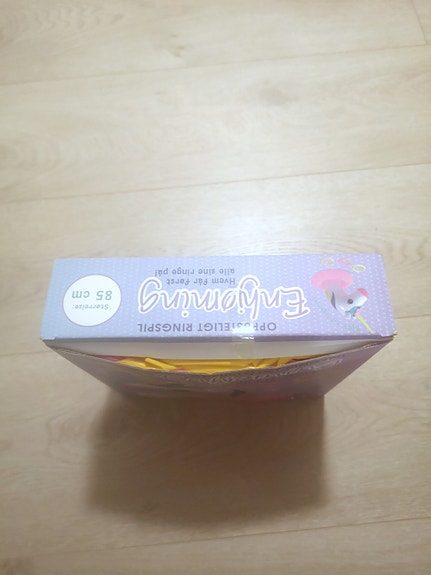 OPPUSTELIGT RINGSPIL
Enhjørning
Hvem får først
alle sine ringe på!
Størrelse:
85 cm